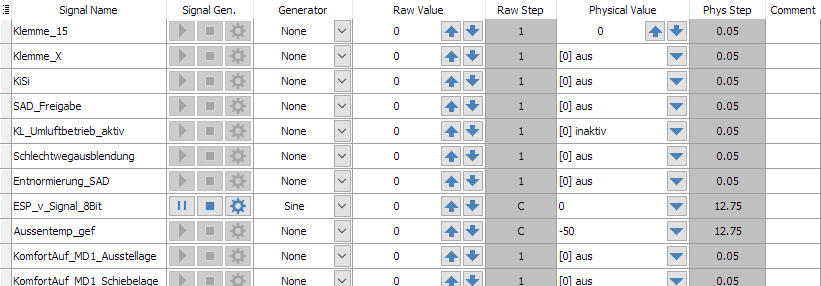 Signal Name Signal Gen. Generator Raw Value Raw Step Physical Value Phys Step Comment
Klemme_15 None 0 1 0 0.05
Klemme_X None 0 1 [0] aus 0.05
KiSi None 0 1 [0] aus 0.05
SAD_Freigabe None 0 1 [0] aus 0.05
KL_Umluftbetrieb_aktiv None 0 1 [0] inaktiv 0.05
Schlechtwegausblendung None 0 1 [0] aus 0.05
Entnormierung_SAD None 0 1 [0] aus 0.05
ESP_v_Signal_8Bit Sine 0 C 0 12.75
Aussentemp_gef None 0 C -50 12.75
KomfortAuf_MD1_Ausstellage None 0 1 [0] aus 0.05
KomfortAuf_MD1_Schiebelage None 0 1 [0] aus 0.05